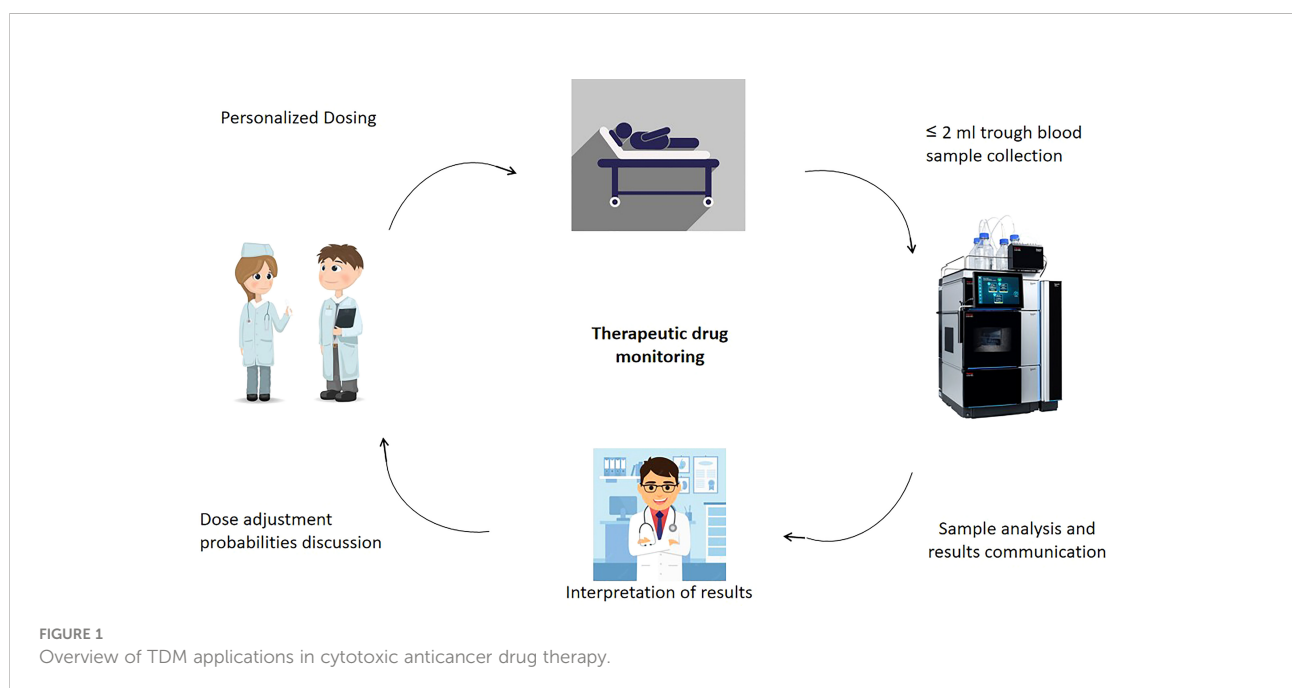 Personalized Dosing
≤ 2 ml trough blood
sample collection
Therapeutic drug
monitoring
Dose adjustment
probabilities discussion
Sample analysis and
results communication
Interpretation of results
FIGURE 1
Overview of TDM applications in cytotoxic anticancer drug therapy.